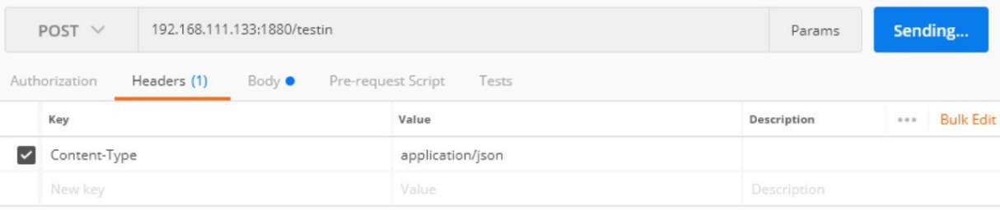 POST 192.168.111.133:1880/testin Params Sending...
Authorization Headers (1) Body Pre-request Script Tests
Key Value Description ••• Bulk Edit
Content-Type application/json
New key Value Description